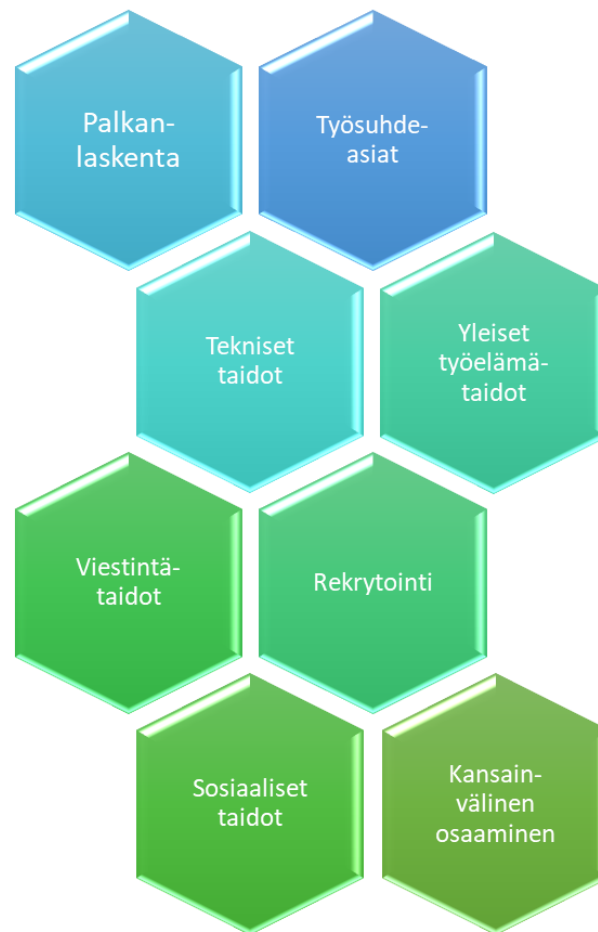 Palkan-
laskenta
Työsuhde-
asiat
Tekniset
taidot
Yleiset
työelämä-
taidot
Viestintä-
taidot
Rekrytointi
Sosiaaliset
taidot
Kansain-
välinen
osaaminen